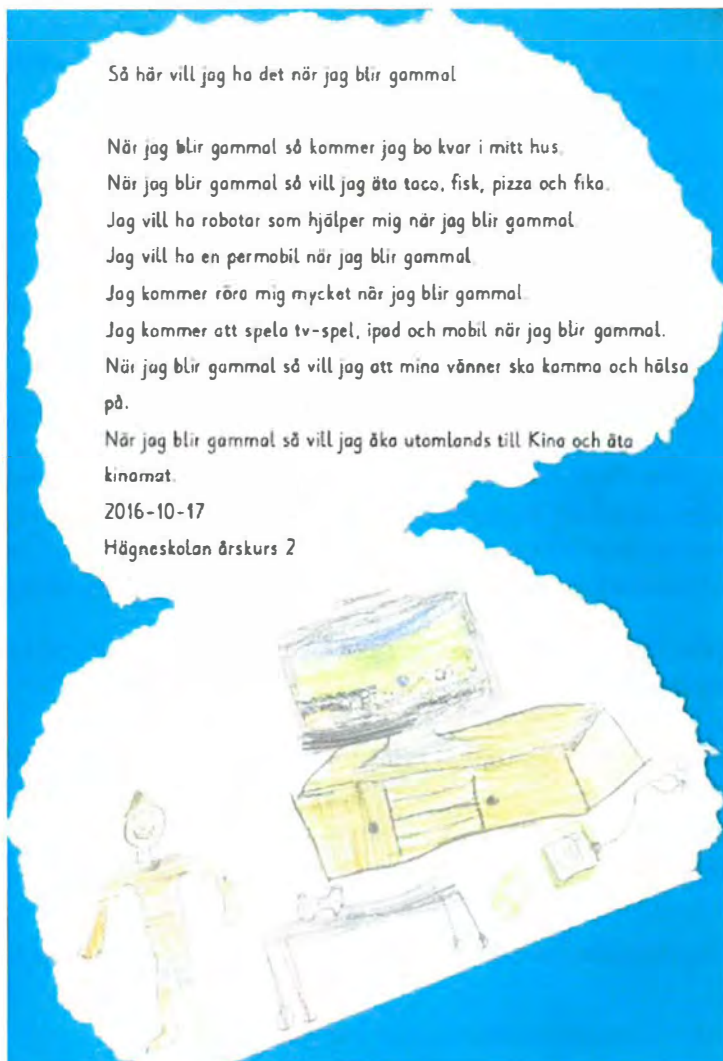 Så här vill jag ha det när jag blir gammal
När jag blir gammal så kommer jag bo kvar i mitt hus.
När jag blir gammal så vill jag äta taco, fisk, pizza och fika.
Jag vill ha robotar som hjälper mig när jag blir gammal.
Jag vill ha en permobil när jag blir gammal.
Jag kommer röra mig mycket när jag blir gammal.
Jag kommer att spela tv-spel, ipad och mobil när jag blir gammal.
När jag blir gammal så vill jag att mina vänner ska komma och hälsa
på.
När jag blir gammal så vill jag åka utomlands till Kina och äta
kinamat.
2016-10-17
Hägneskolan årskurs 2